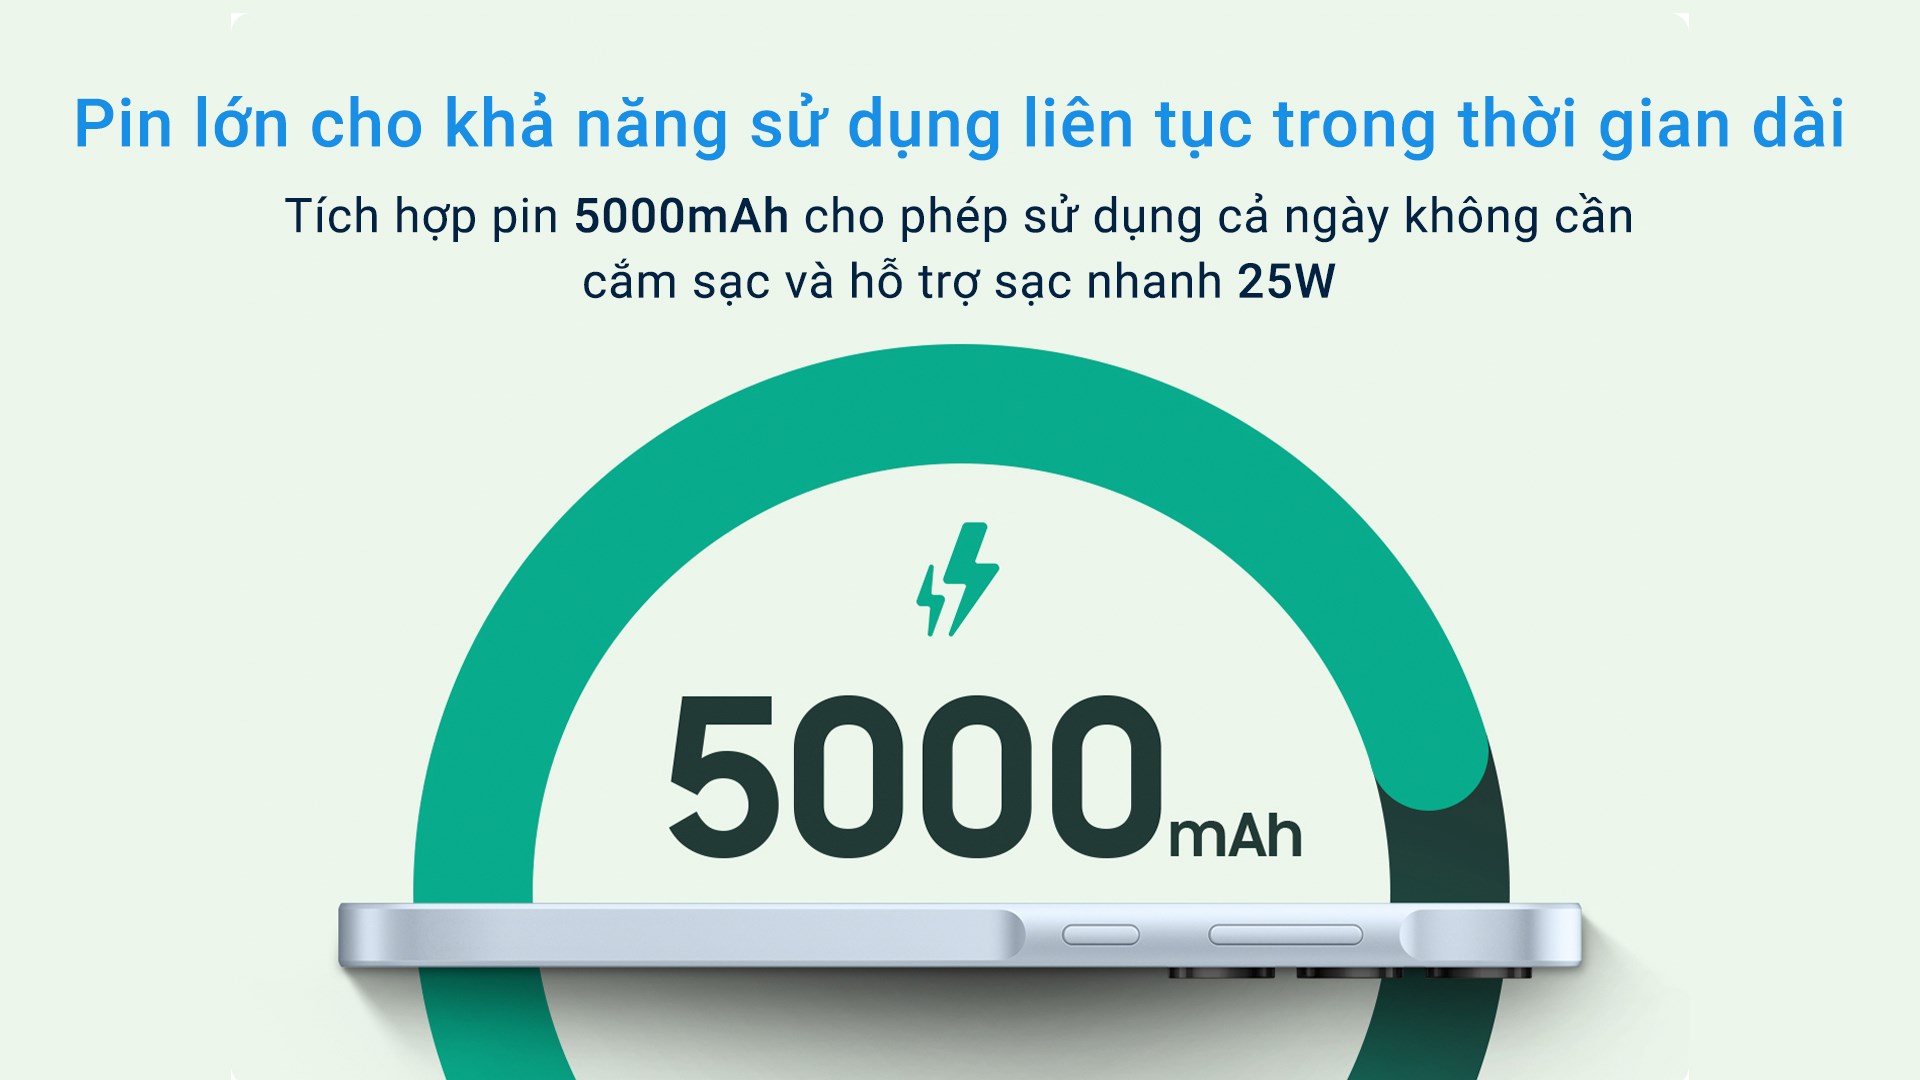 Pin lớn cho khả năng sử dụng liên tục trong thời gian dài
Tích hợp pin 5000mAh cho phép sử dụng cả ngày không cần
cắm sạc và hỗ trợ sạc nhanh 25W
5000mAh